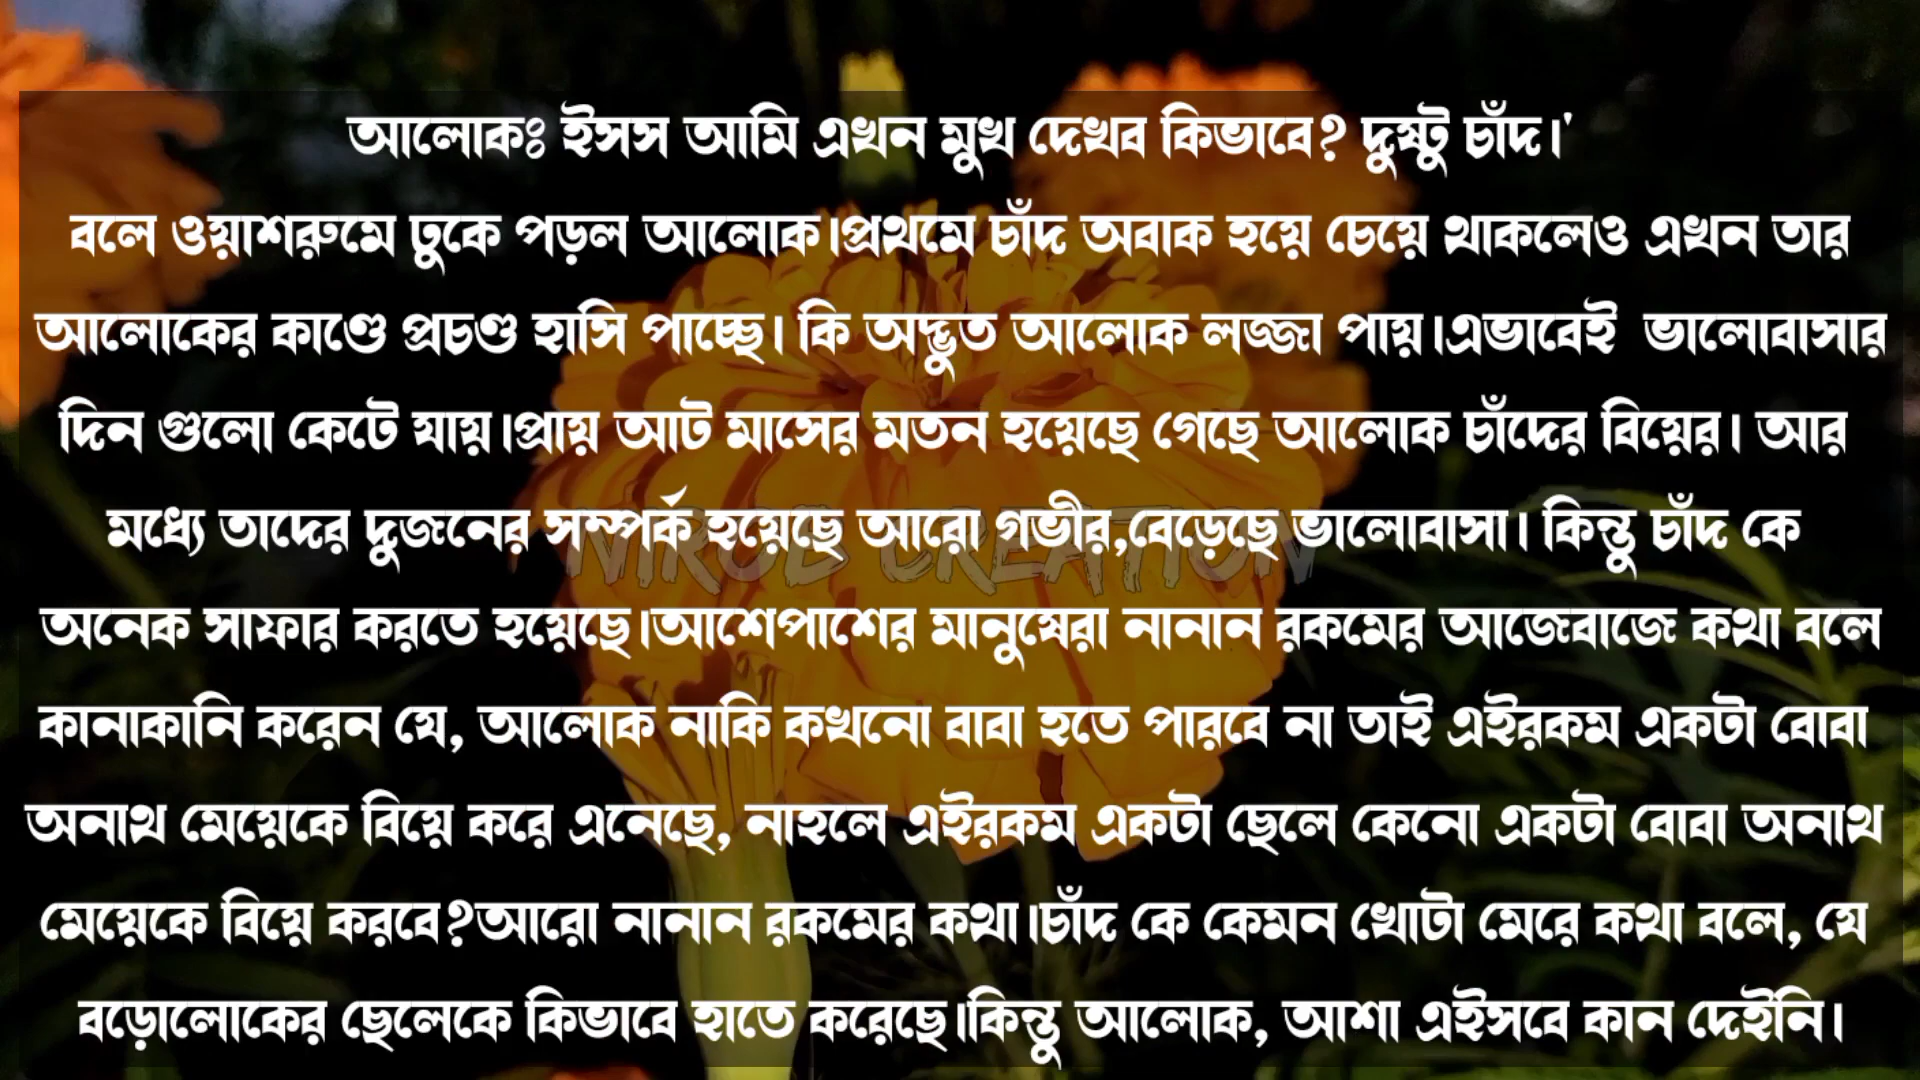 আলোকঃ ইসস আমি এখন মুখ দেখব কিভাবে? দুষ্টু চাঁদ।'
বলে ওয়াশরুমে ঢুকে পড়ল আলোক।প্রথমে চাঁদ অবাক হয়ে চেয়ে থাকলেও এখন তার
আলোকের কাণ্ডে প্রচণ্ড হাসি পাচ্ছে। কি অদ্ভুত আলোক লজ্জা পায়।এভাবেই ভালোবাসার
দিন গুলো কেটে যায়।প্রায় আট মাসের মতন হয়েছে গেছে আলোক চাঁদের বিয়ের। আর
মধ্যে তাদের দুজনের সম্পর্ক হয়েছে আরো গভীর,বেড়েছে ভালোবাসা। কিন্তু চাঁদ কে
NIROB CREATION
অনেক সাফার করতে হয়েছে।আশেপাশের মানুষেরা নানান রকমের আজেবাজে কথা বলে
কানাকানি করেন যে, আলোক নাকি কখনো বাবা হতে পারবে না তাই এইরকম একটা বোবা
অনাথ মেয়েকে বিয়ে করে এনেছে, নাহলে এইরকম একটা ছেলে কেনো একটা বোবা অনাথ
মেয়েকে বিয়ে করবে?আরো নানান রকমের কথা।চাঁদ কে কেমন খোটা মেরে কথা বলে, যে
বড়োলোকের ছেলেকে কিভাবে হাতে করেছে।কিন্তু আলোক, আশা এইসবে কান দেইনি।